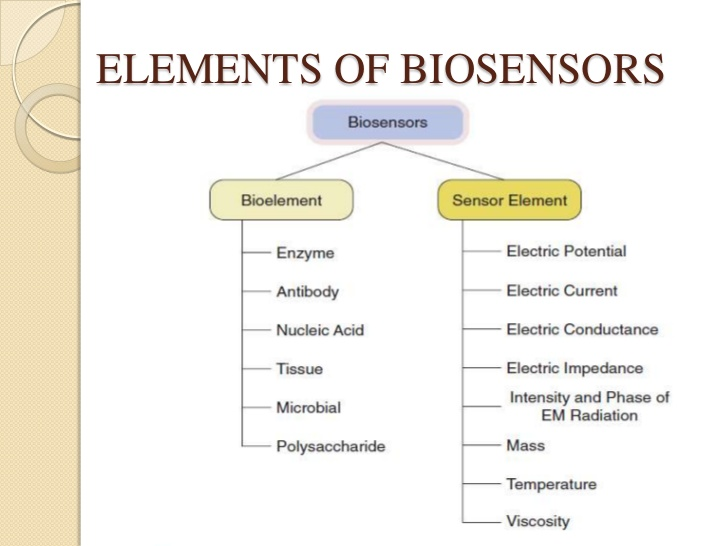 ELEMENTS OF BIOSENSORS
Biosensors
Bioelement
Enzyme
Antibody
Nucleic Acid
Tissue
Microbial
Polysaccharide
Sensor Element
Electric Potential
Electric Current
Electric Conductance
Electric Impedance
Intensity and Phase of
EM Radiation
Mass
Temperature
Viscosity